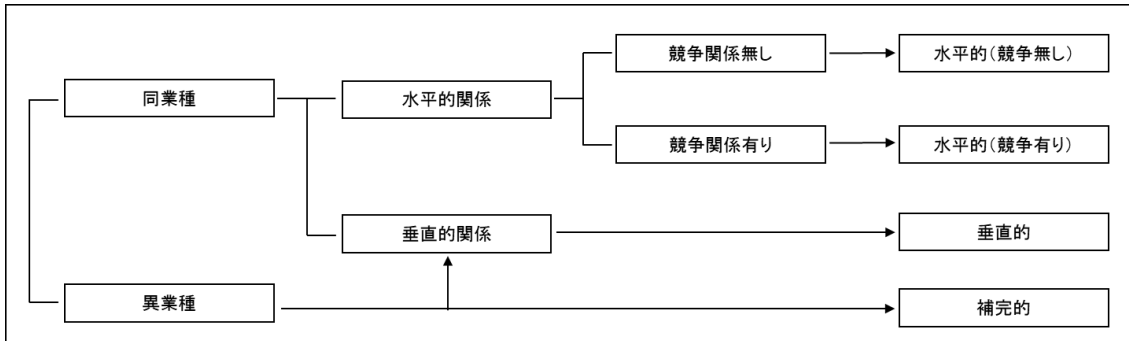 競争関係無し
水平的（競争無し）
同業種
水平的関係
競争関係有り
水平的（競争有り）
垂直的関係
垂直的
異業種
補完的